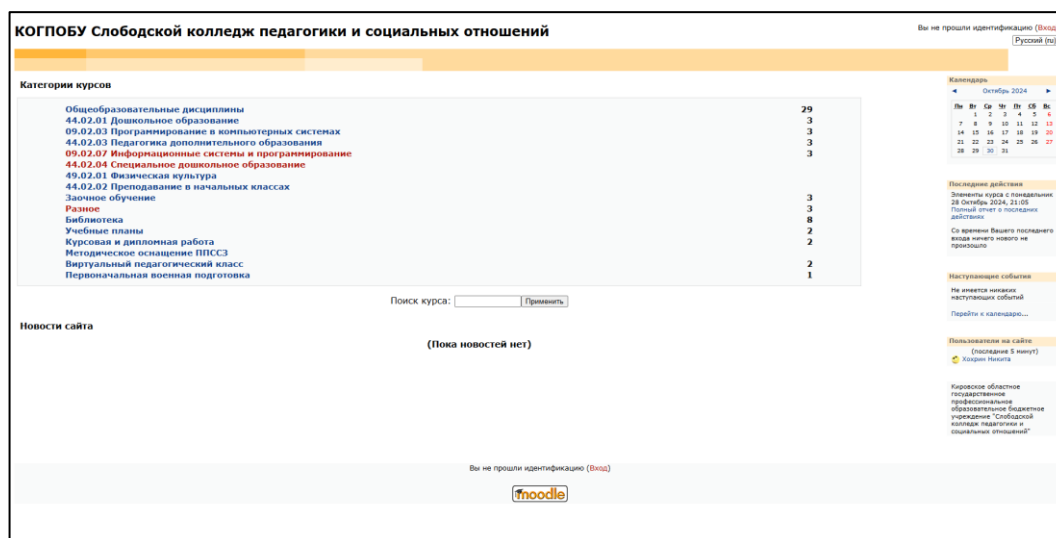 КОГПОБУ Слободской колледж педагогики и социальных отношений
Вы не прошли идентификацию (Вход
Русский (ru)
Категории курсов
Общеобразовательные дисциплины 29
44.02.01 Дошкольное образование 3
09.02.03 Программирование в компьютерных системах 3
44.02.03 Педагогика дополнительного образования 3
09.02.07 Информационные системы и программирование 3
44.02.04 Специальное дошкольное образование
49.02.01 Физическая культура
44.02.02 Преподавание в начальных классах
Заочное обучение 3
Разное 3
Библиотека 8
Учебные планы 2
Курсовая и дипломная работа 2
Методическое оснащение ППССЗ
Виртуальный педагогический класс 2
Первоначальная военная подготовка 1
Поиск курса: Применить
Новости сайта
(Пока новостей нет)
Календарь
◄ Октябрь 2024 ►
Пн Вт Ср Чт Пт Сб Вс
1 2 3 4 5 6
7 8 9 10 11 12 13
14 15 16 17 18 19 20
21 22 23 24 25 26 27
28 29 30 31
Последние действия
Элементы курса с понедельник
28 Октябрь 2024, 21:05
Полный отчет о последних
действиях
Со времени Вашего последнего
входа ничего нового не
произошло
Наступающие события
Не имеется никаких
наступающих событий
Перейти к календарю...
Пользователи на сайте
(последние 5 минут)
Хохрин Никита
Кировское областное
государственное
профессиональное
образовательное бюджетное
учреждение "Слободской
колледж педагогики и
социальных отношений"
Вы не прошли идентификацию (Вход)
moodle